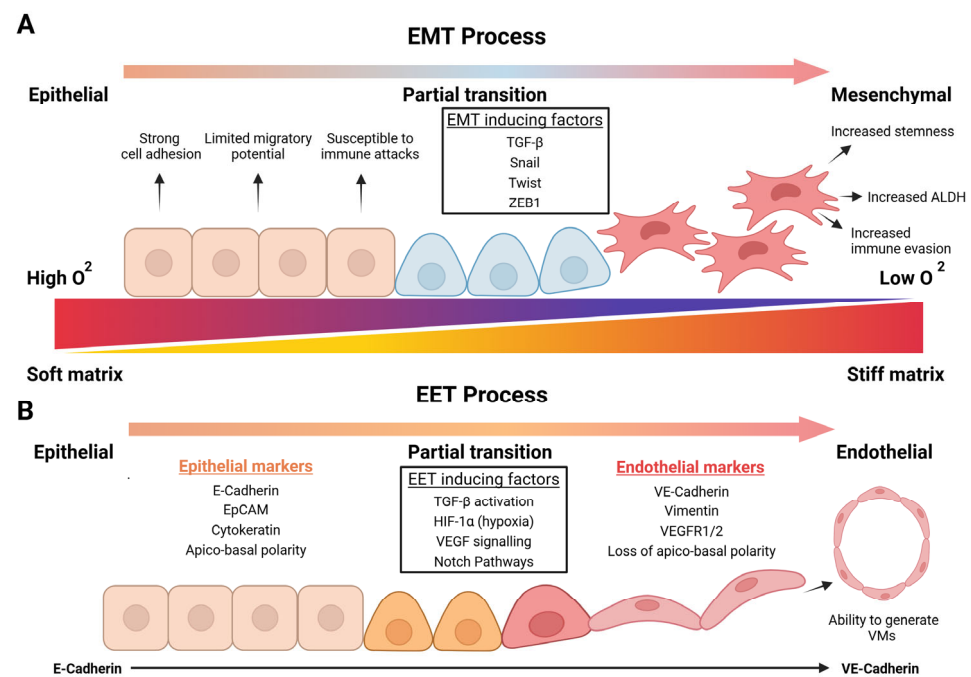 A
EMT Process
Epithelial
Partial transition
Mesenchymal
EMT inducing factors
TGF-β
Snail
Twist
ZEB1
Strong
cell adhesion
Limited migratory
potential
Susceptible to
immune attacks
Increased stemness
Increased ALDH
Increased
immune evasion
High O²
Low O²
Soft matrix
Stiff matrix
EET Process
B
Epithelial
Partial transition
Endothelial
Epithelial markers
E-Cadherin
EpCAM
Cytokeratin
Apico-basal polarity
EET inducing factors
TGF-β activation
HIF-1α (hypoxia)
VEGF signalling
Notch Pathways
Endothelial markers
VE-Cadherin
Vimentin
VEGFR1/2
Loss of apico-basal polarity
Ability to generate
VMs
E-Cadherin
VE-Cadherin